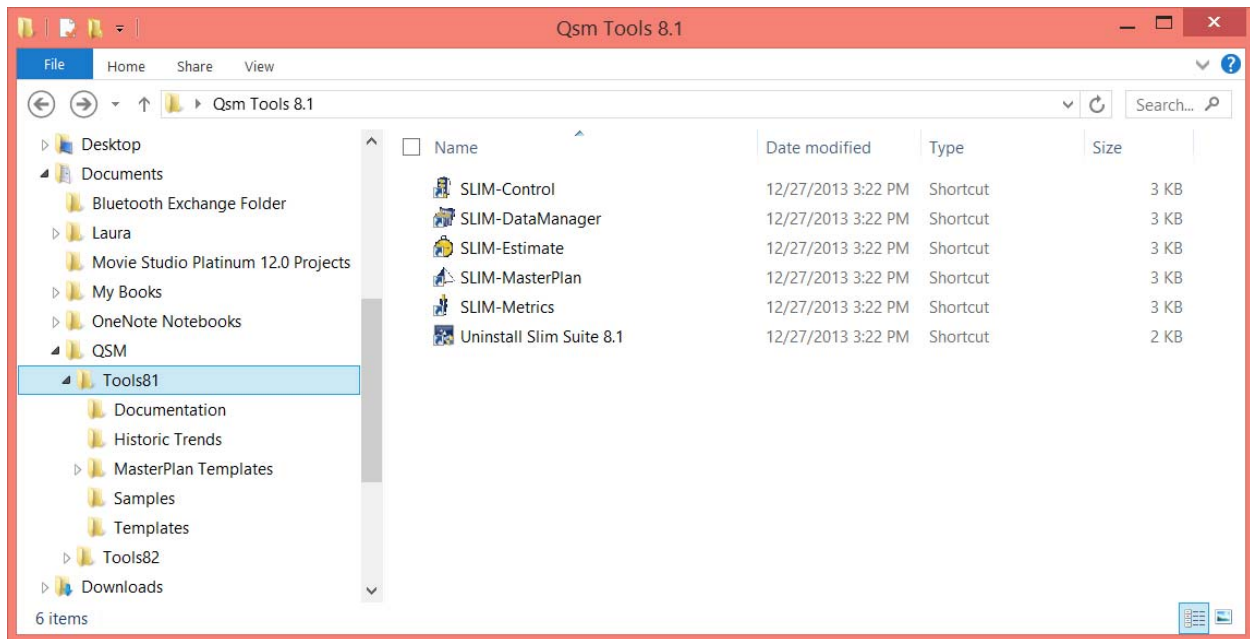 Qsm Tools 8.1
File Home Share View
Qsm Tools 8.1 Search...
Desktop
Documents
Bluetooth Exchange Folder
Laura
Movie Studio Platinum 12.0 Projects
My Books
OneNote Notebooks
QSM
Tools81
Documentation
Historic Trends
MasterPlan Templates
Samples
Templates
Tools82
Downloads
Name Date modified Type Size
SLIM-Control 12/27/2013 3:22 PM Shortcut 3 KB
SLIM-DataManager 12/27/2013 3:22 PM Shortcut 3 KB
SLIM-Estimate 12/27/2013 3:22 PM Shortcut 3 KB
SLIM-MasterPlan 12/27/2013 3:22 PM Shortcut 3 KB
SLIM-Metrics 12/27/2013 3:22 PM Shortcut 3 KB
Uninstall Slim Suite 8.1 12/27/2013 3:22 PM Shortcut 2 KB
6 items